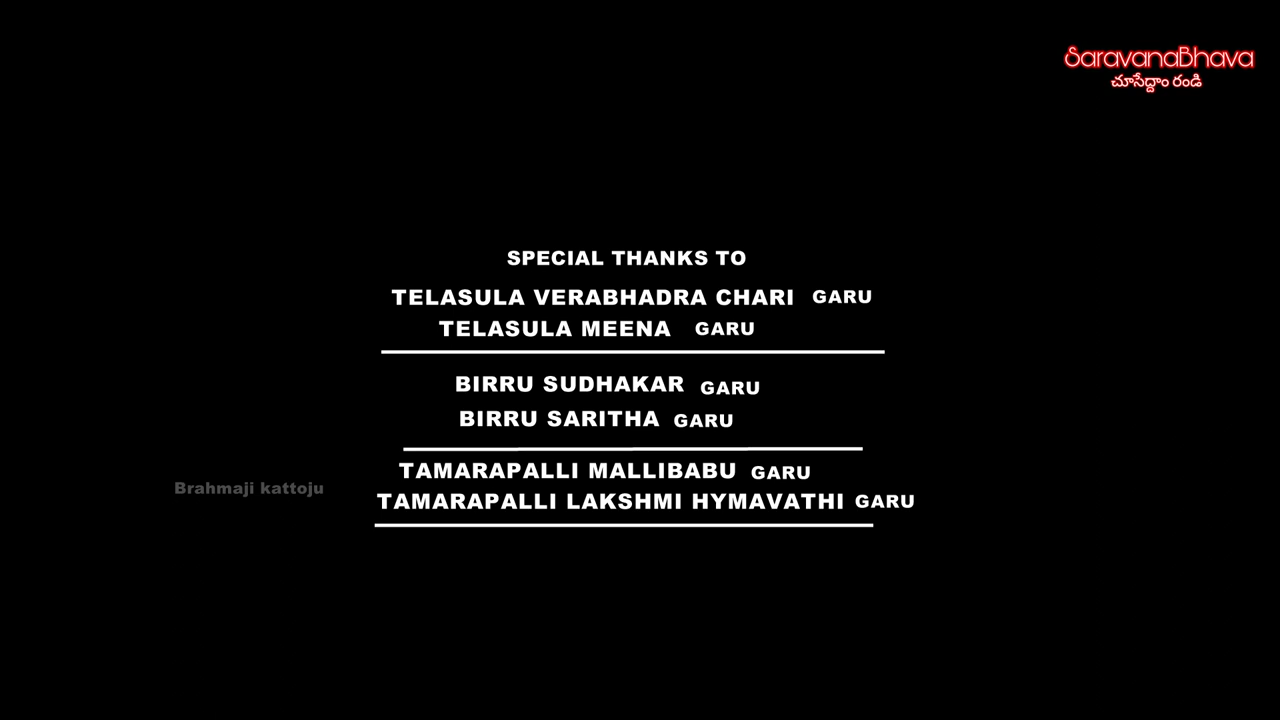 SaravanaBhava
చూసేద్దాం రండి
SPECIAL THANKS TO
TELASULA VERABHADRA CHARI GARU
TELASULA MEENA GARU
BIRRU SUDHAKAR GARU
BIRRU SARITHA GARU
TAMARAPALLI MALLIBABU GARU
Brahmaji kattoju
TAMARAPALLI LAKSHMI HYMAVATHI GARU